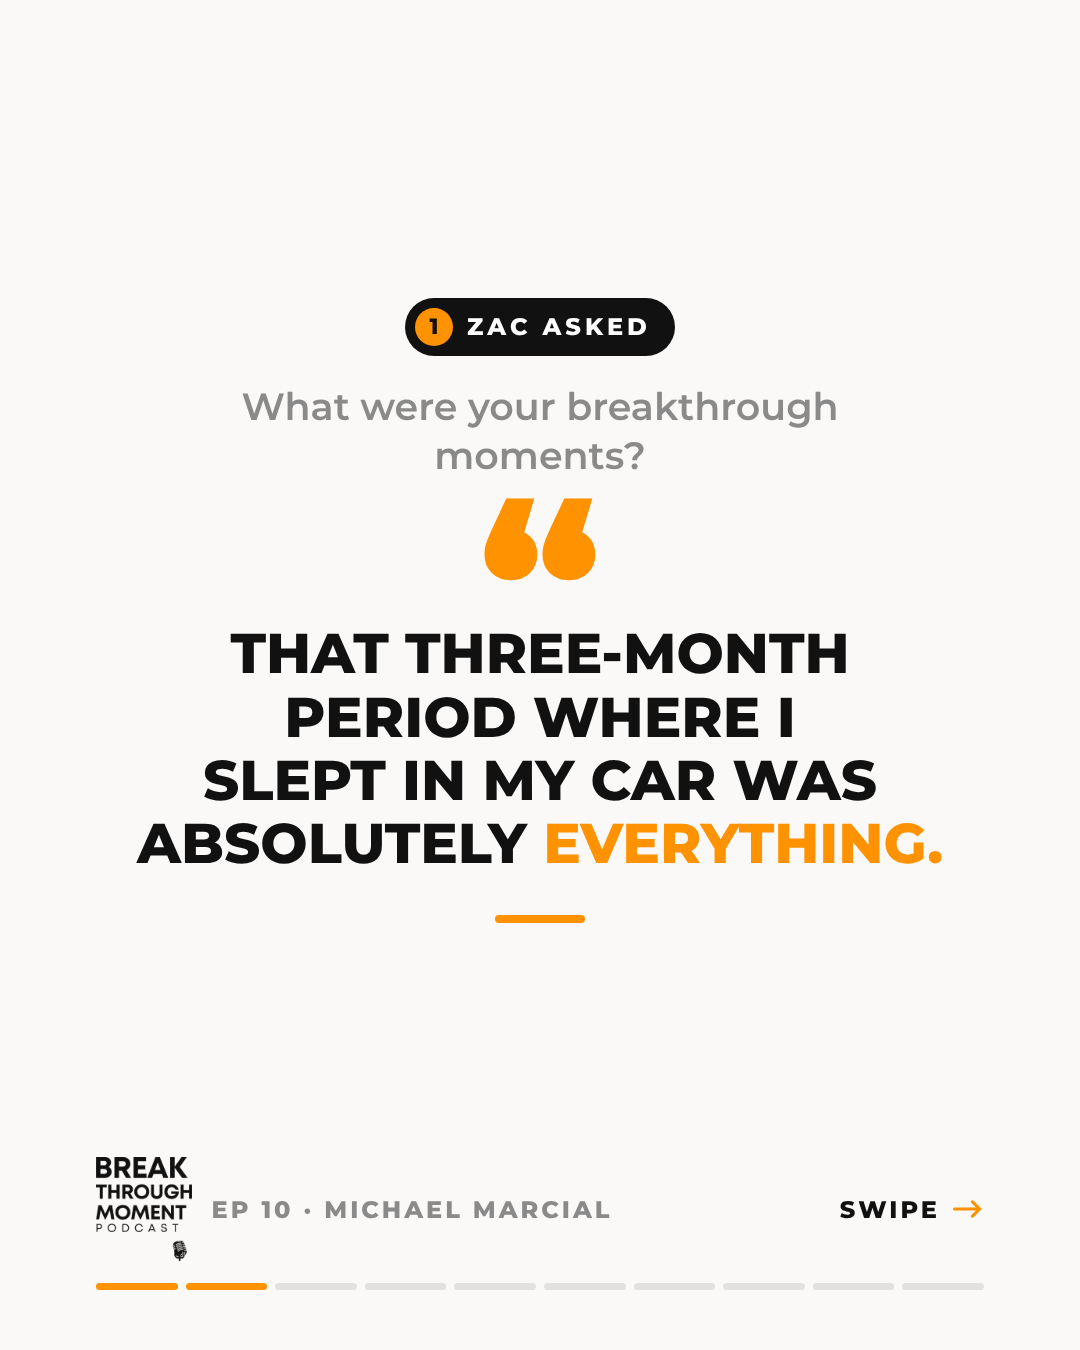 1 ZAC ASKED
What were your breakthrough
moments?
“
THAT THREE-MONTH
PERIOD WHERE I
SLEPT IN MY CAR WAS
ABSOLUTELY EVERYTHING.
BREAK
THROUGH
MOMENT
PODCAST
EP 10 · MICHAEL MARCIAL
SWIPE →